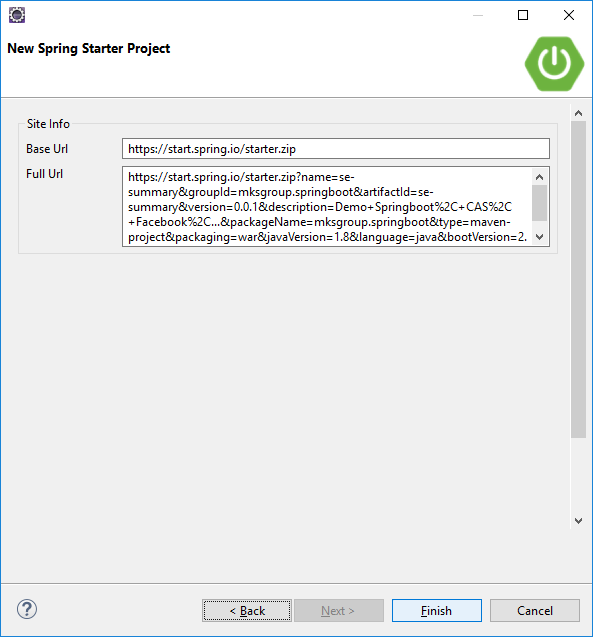 New Spring Starter Project
Site Info
Base Url
https://start.spring.io/starter.zip
Full Url
https://start.spring.io/starter.zip?name=se-
summary&groupId=mksgroup.springboot&artifactId=se-
summary&version=0.0.1&description=Demo+Springboot%2C+CAS%2C
+Facebook%2C...&packageName=mksgroup.springboot&type=maven-
project&packaging=war&javaVersion=1.8&language=java&bootVersion=2.
?
< Back
Next >
Finish
Cancel